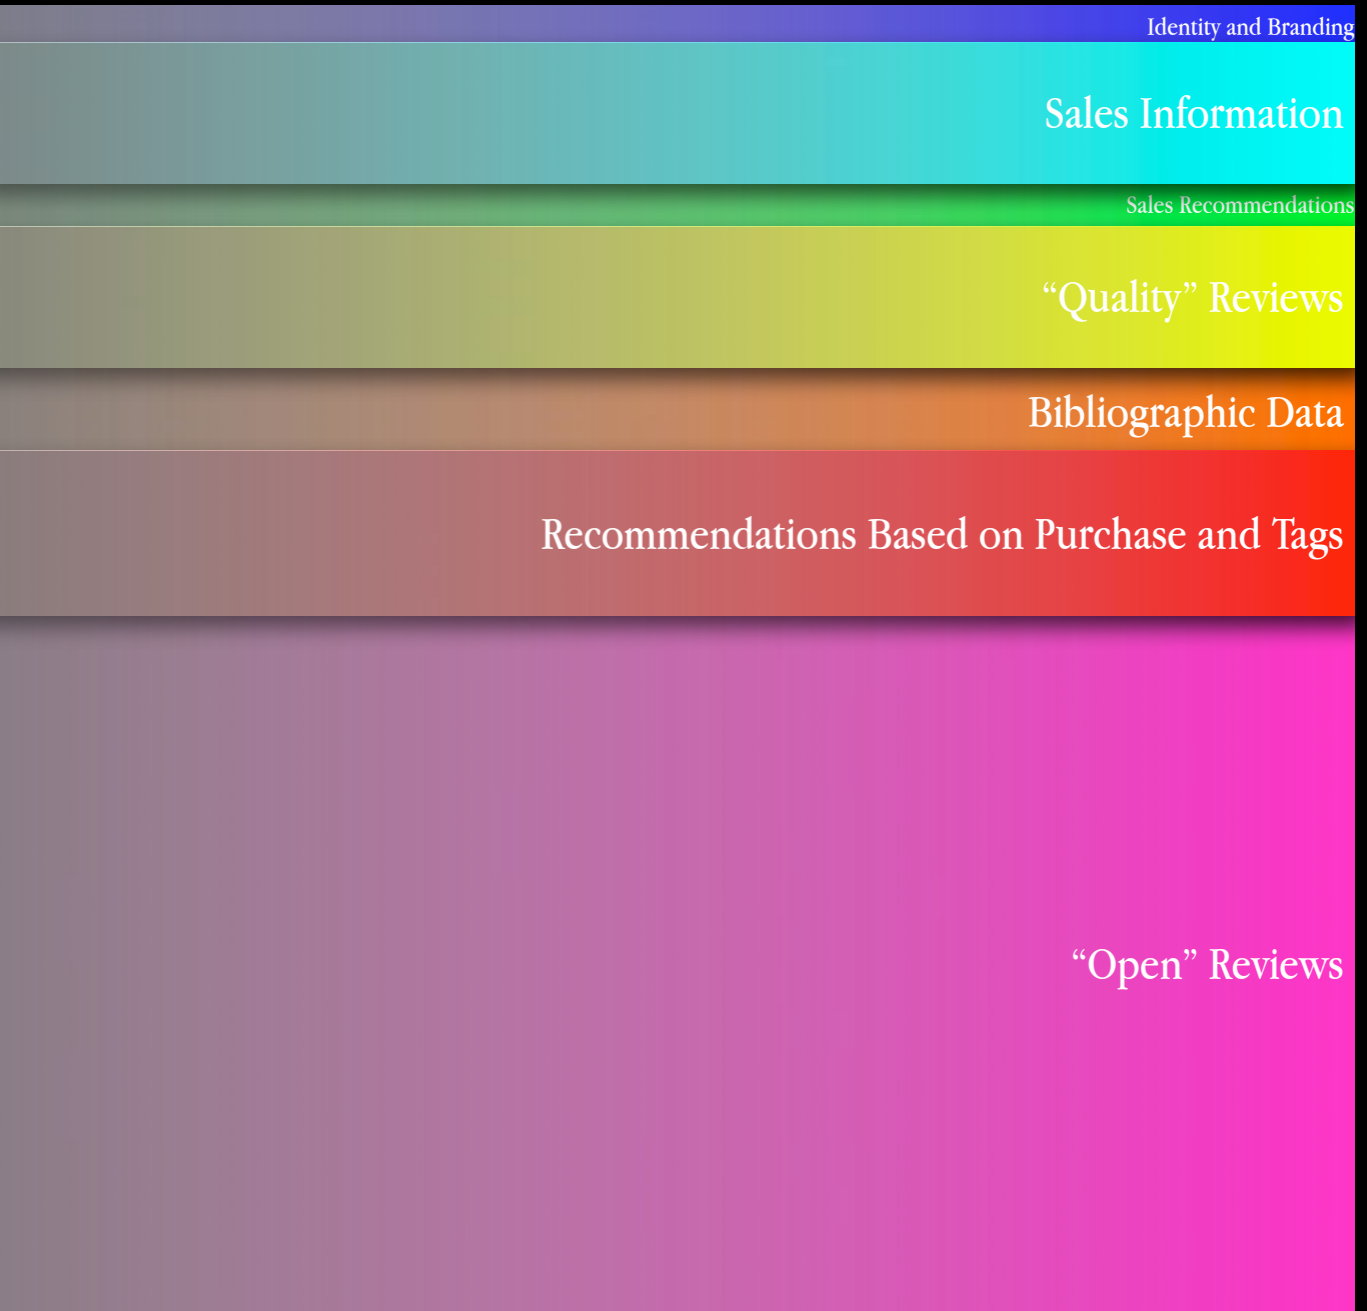 Identity and Branding
Sales Information
Sales Recommendations
“Quality” Reviews
Bibliographic Data
Recommendations Based on Purchase and Tags
“Open” Reviews